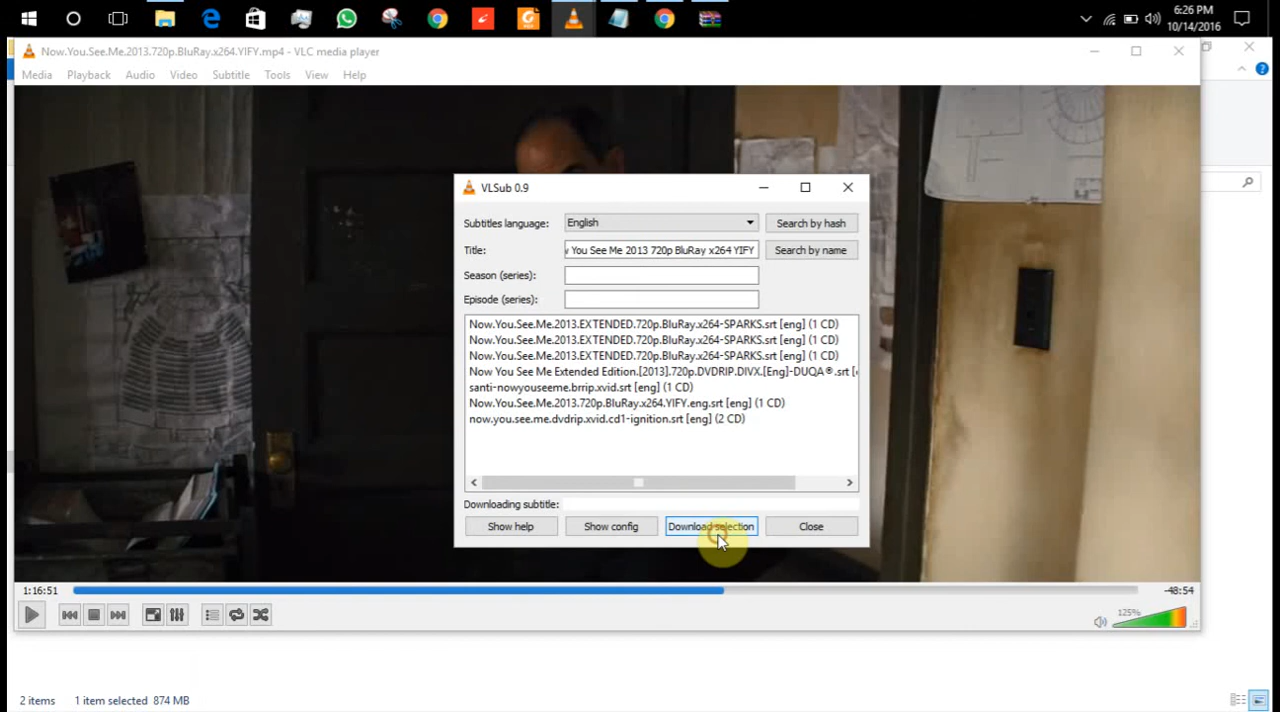 6:26 PM
10/14/2016
Now.You.See.Me.2013.720p.BluRay.x264.YIFY.mp4 - VLC media player
Media Playback Audio Video Subtitle Tools View Help
VLSub 0.9
Subtitles language: English Search by hash
Title: You See Me 2013 720p BluRay x264 YIFY Search by name
Season (series):
Episode (series):
Now.You.See.Me.2013.EXTENDED.720p.BluRay.x264-SPARKS.srt [eng] (1 CD)
Now.You.See.Me.2013.EXTENDED.720p.BluRay.x264-SPARKS.srt [eng] (1 CD)
Now.You.See.Me.2013.EXTENDED.720p.BluRay.x264-SPARKS.srt [eng] (1 CD)
Now You See Me Extended Edition.[2013].720p.DVDRIP.DIVX.[Eng]-DUQA®.srt [
santi-nowyouseeme.brrip.xvid.srt [eng] (1 CD)
Now.You.See.Me.2013.720p.BluRay.x264.YIFY.eng.srt [eng] (1 CD)
now.you.see.me.dvdrip.xvid.cd1-ignition.srt [eng] (2 CD)
Downloading subtitle:
Show help Show config Download selection Close
1:16:51 -48:54
125%
2 items 1 item selected 874 MB